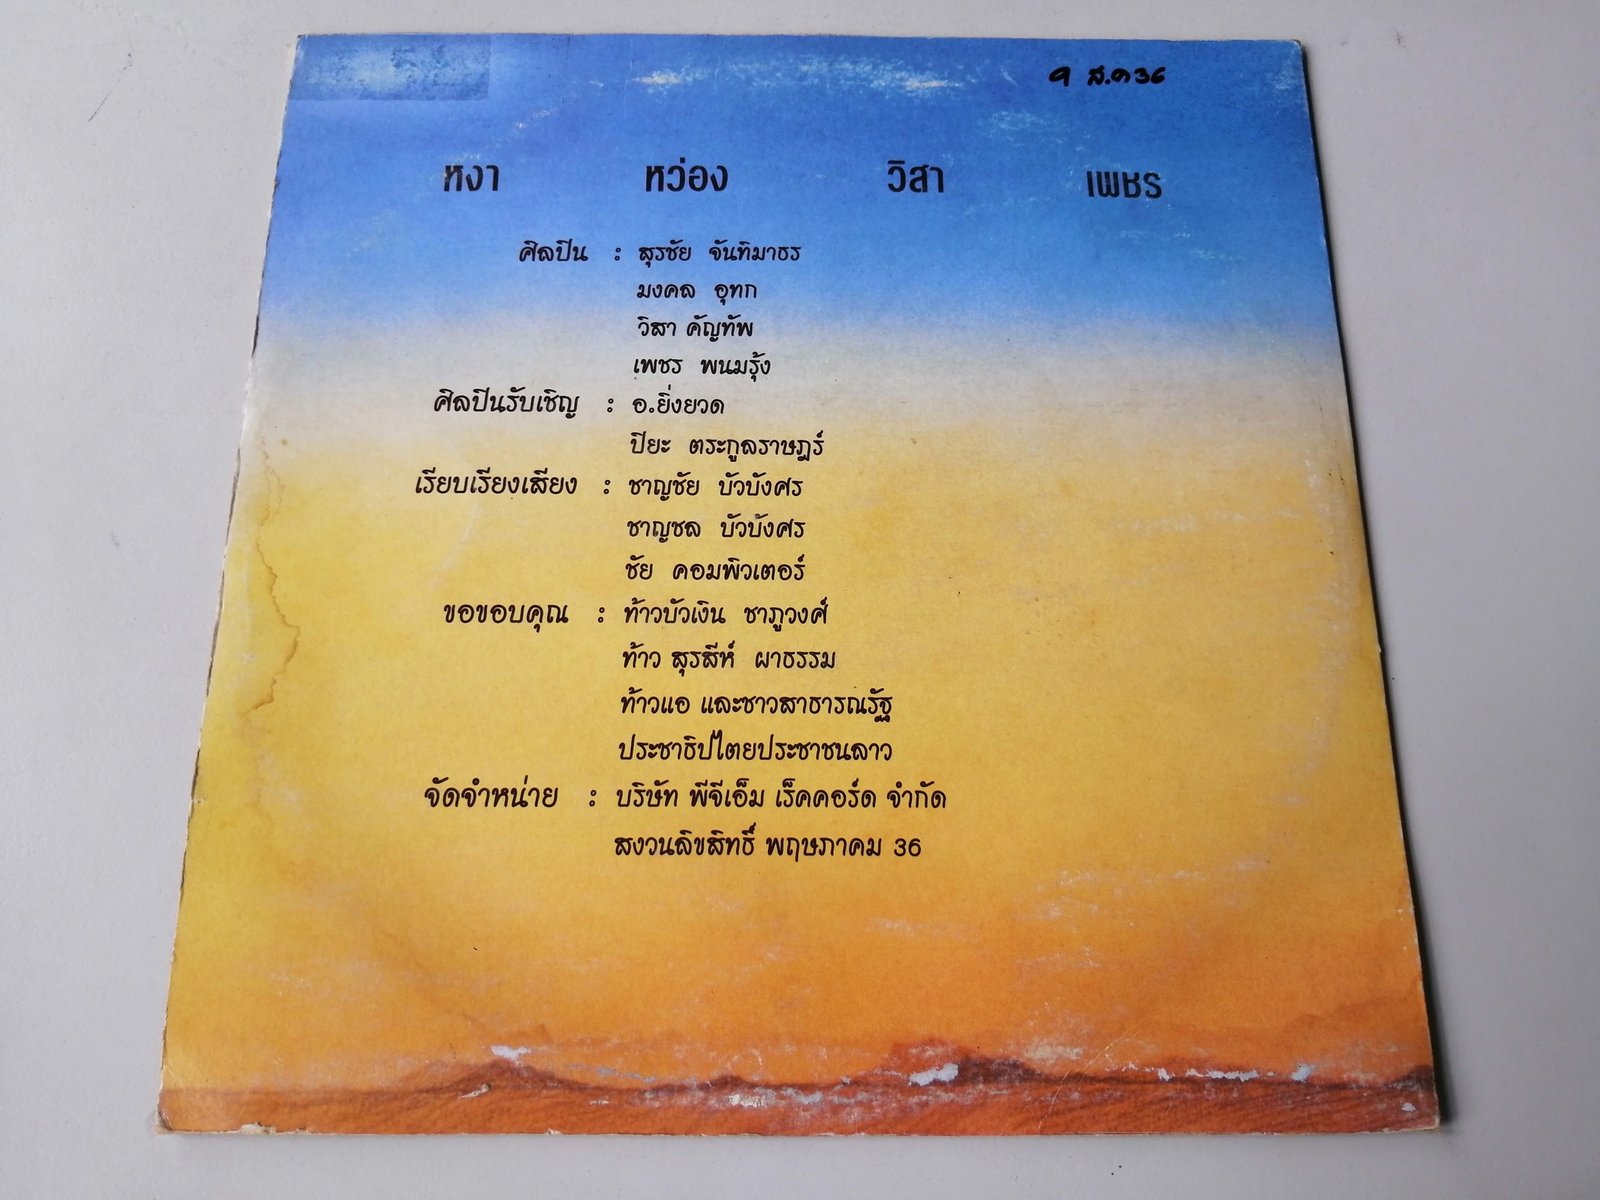 9 ส.ค36
หงา หว่อง วิสา เพชร
ศิลปิน : สุรชัย จันทิมาธร
มงคล อุทก
วิสา คัญทัพ
เพชร พนมรุ้ง
ศิลปินรับเชิญ : อ.ยิ่งยวด
ปิยะ ตระกูลราษฎร์
เรียบเรียงเสียง : ชาญชัย บัวบังศร
ชาญชล บัวบังศร
ชัย คอมพิวเตอร์
ขอขอบคุณ : ท้าวบัวเงิน ชาภูวงศ์
ท้าว สุรสีห์ ผาธรรม
ท้าวแอ และชาวสาธารณรัฐ
ประชาธิปไตยประชาชนลาว
จัดจำหน่าย : บริษัท พีจีเอ็ม เร็คคอร์ด จำกัด
สงวนลิขสิทธิ์ พฤษภาคม 36